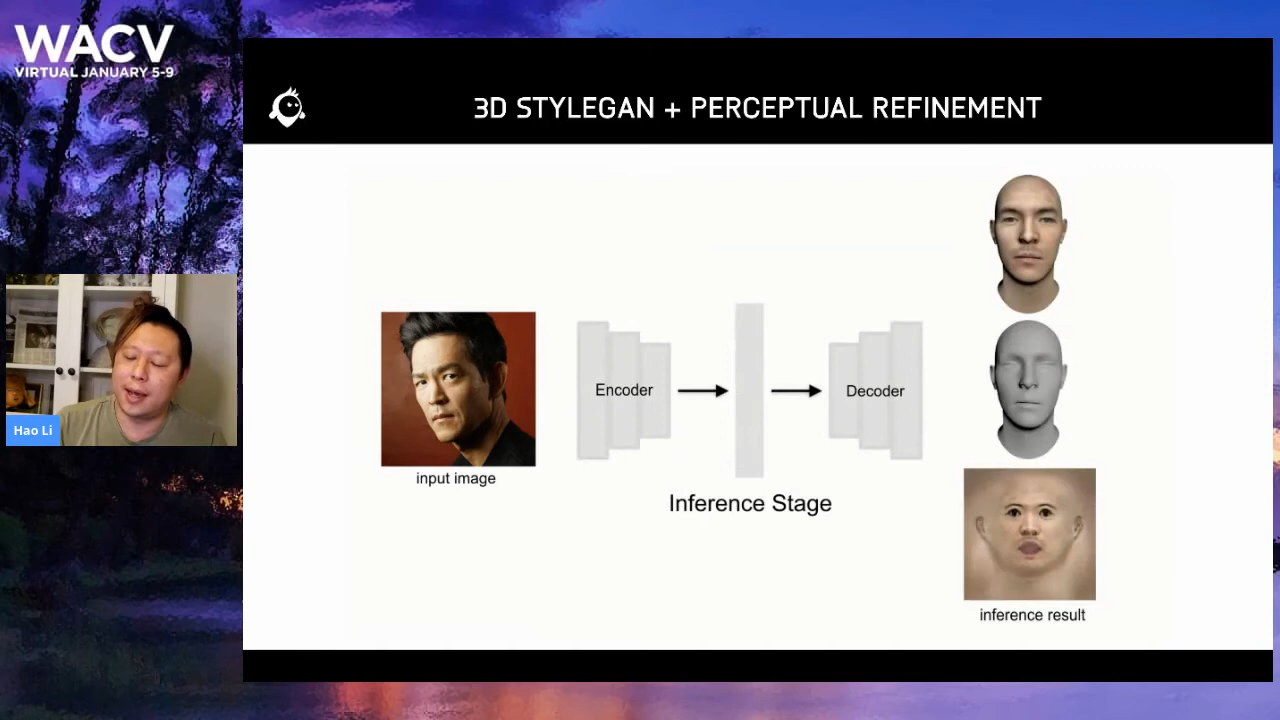 WACV
VIRTUAL JANUARY 5-9
3D STYLEGAN + PERCEPTUAL REFINEMENT
Encoder
Decoder
input image
Inference Stage
inference result
Hao Li